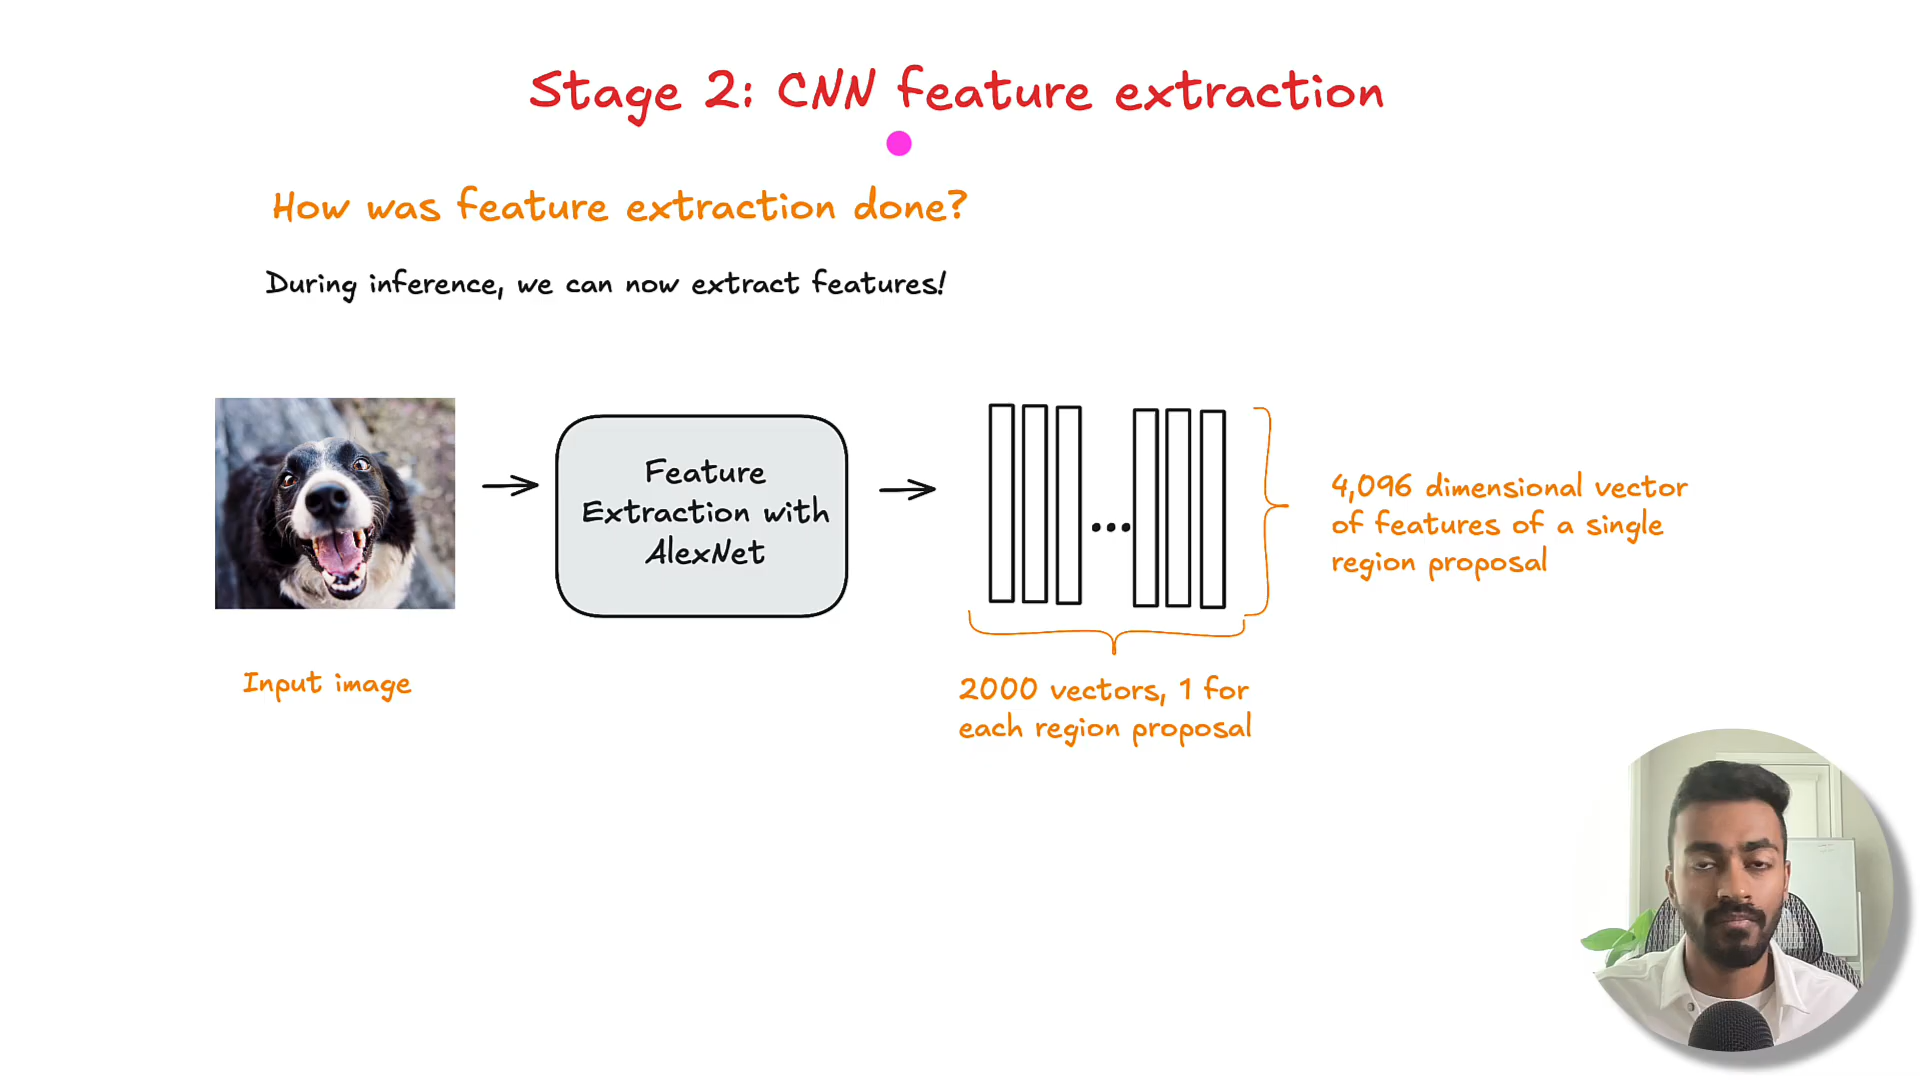 Stage 2: CNN feature extraction
How was feature extraction done?
During inference, we can now extract features!
Feature
Extraction with
AlexNet
4,096 dimensional vector
of features of a single
region proposal
Input image
2000 vectors, 1 for
each region proposal